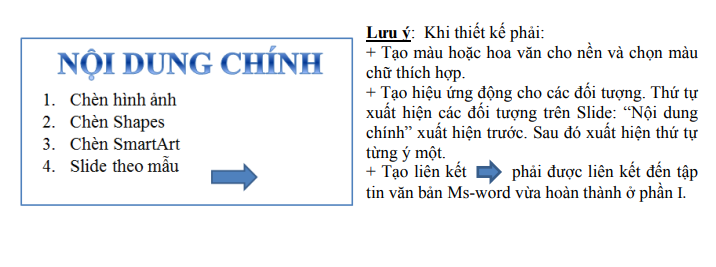 NỘI DUNG CHÍNH
1. Chèn hình ảnh
2. Chèn Shapes
3. Chèn SmartArt
4. Slide theo mẫu
Lưu ý: Khi thiết kế phải:
+ Tạo màu hoặc hoa văn cho nền và chọn màu
chữ thích hợp.
+ Tạo hiệu ứng động cho các đối tượng. Thứ tự
xuất hiện các đối tượng trên Slide: “Nội dung
chính” xuất hiện trước. Sau đó xuất hiện thứ tự
từng ý một.
+ Tạo liên kết phải được liên kết đến tập
tin văn bản Ms-word vừa hoàn thành ở phần I.